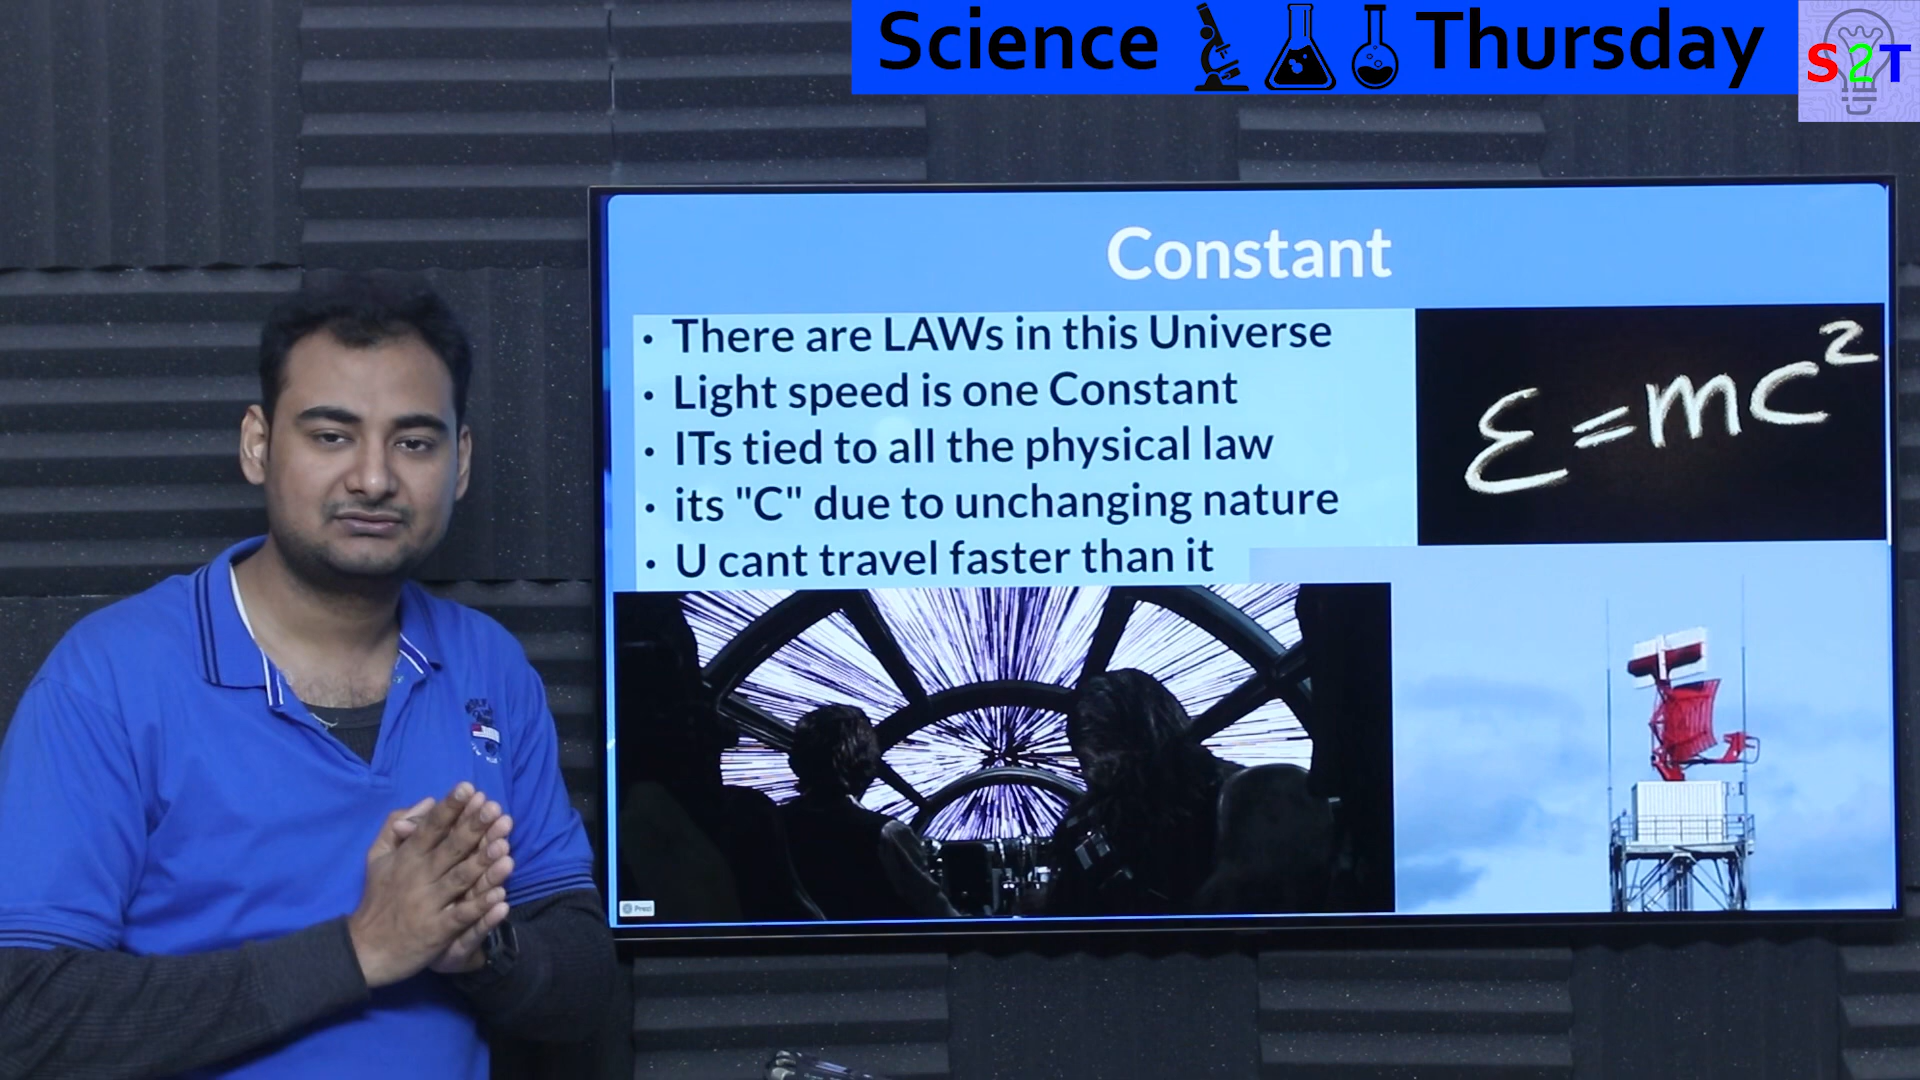 Science Thursday
S2T
Constant
• There are LAWs in this Universe
• Light speed is one Constant
• ITs tied to all the physical law
• its "C" due to unchanging nature
• U cant travel faster than it
E=mc²
Prezi